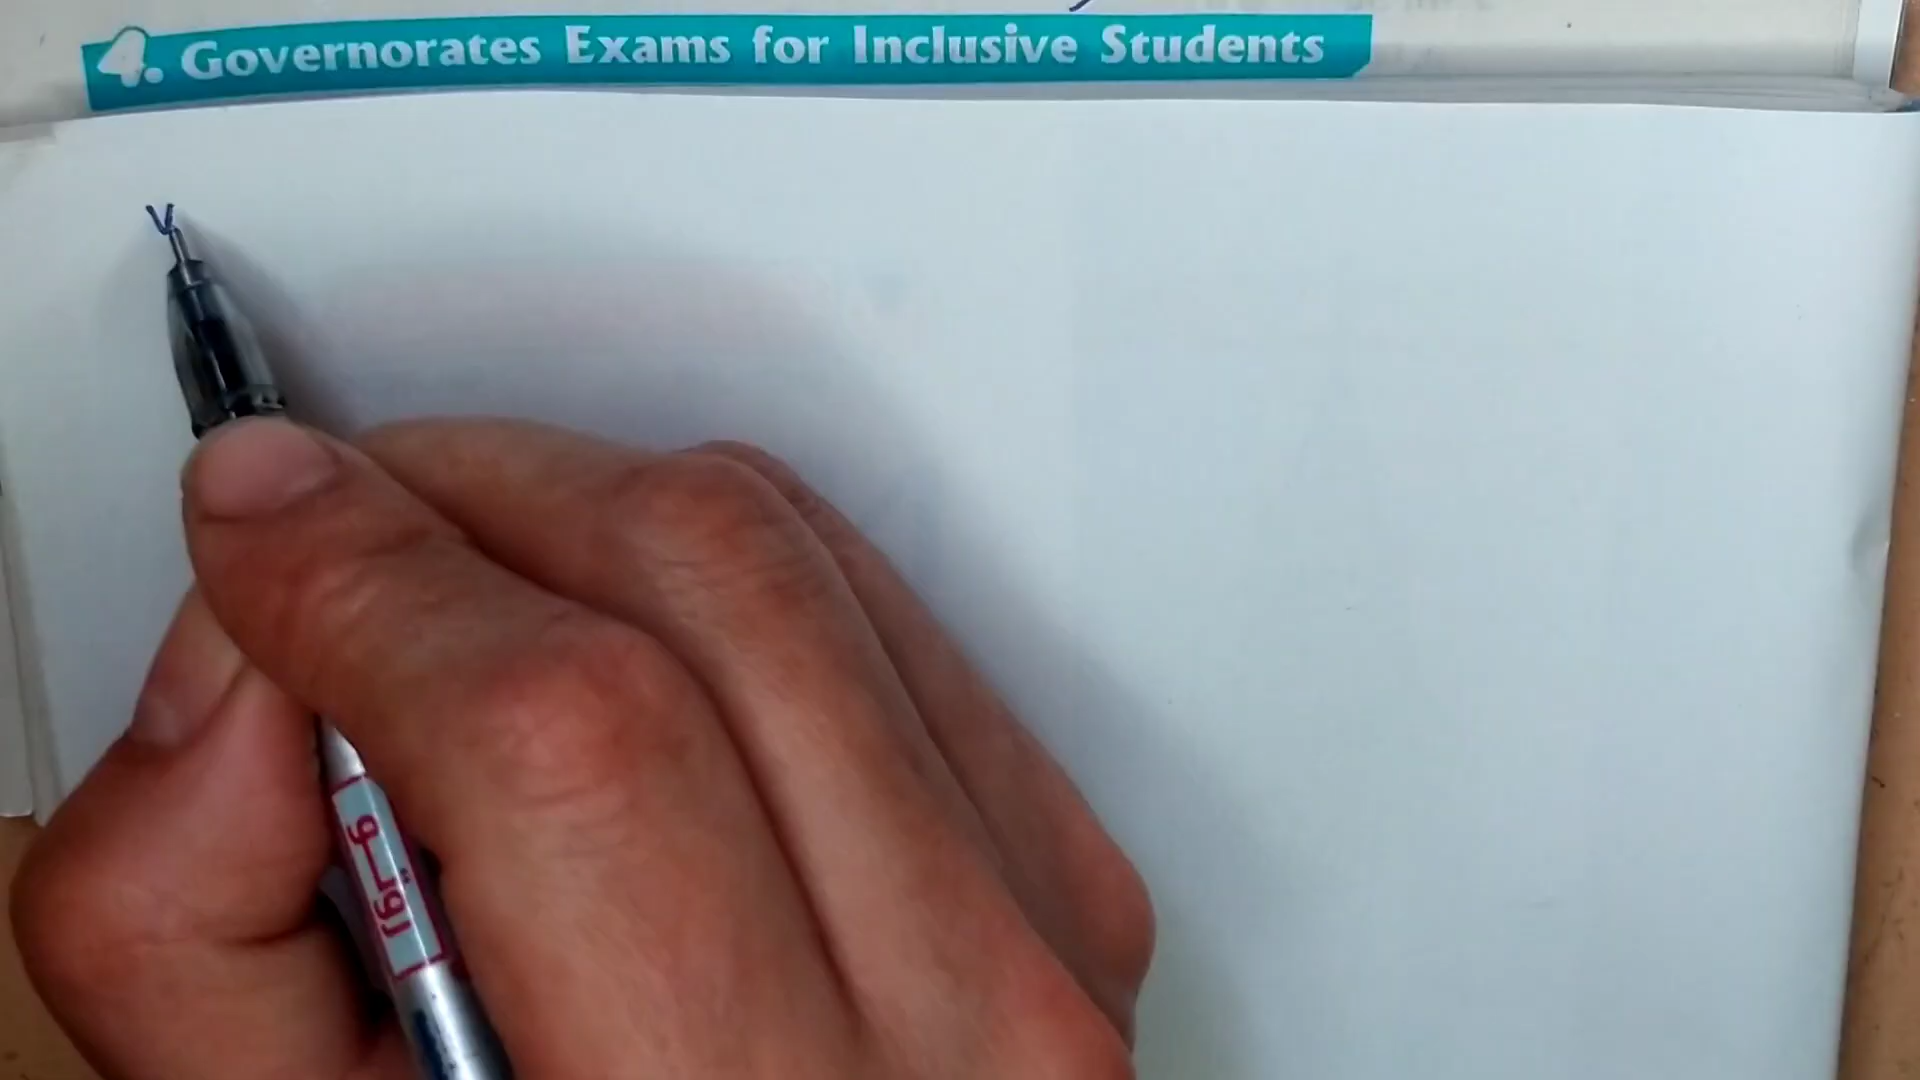 4. Governorates Exams for Inclusive Students
روتو